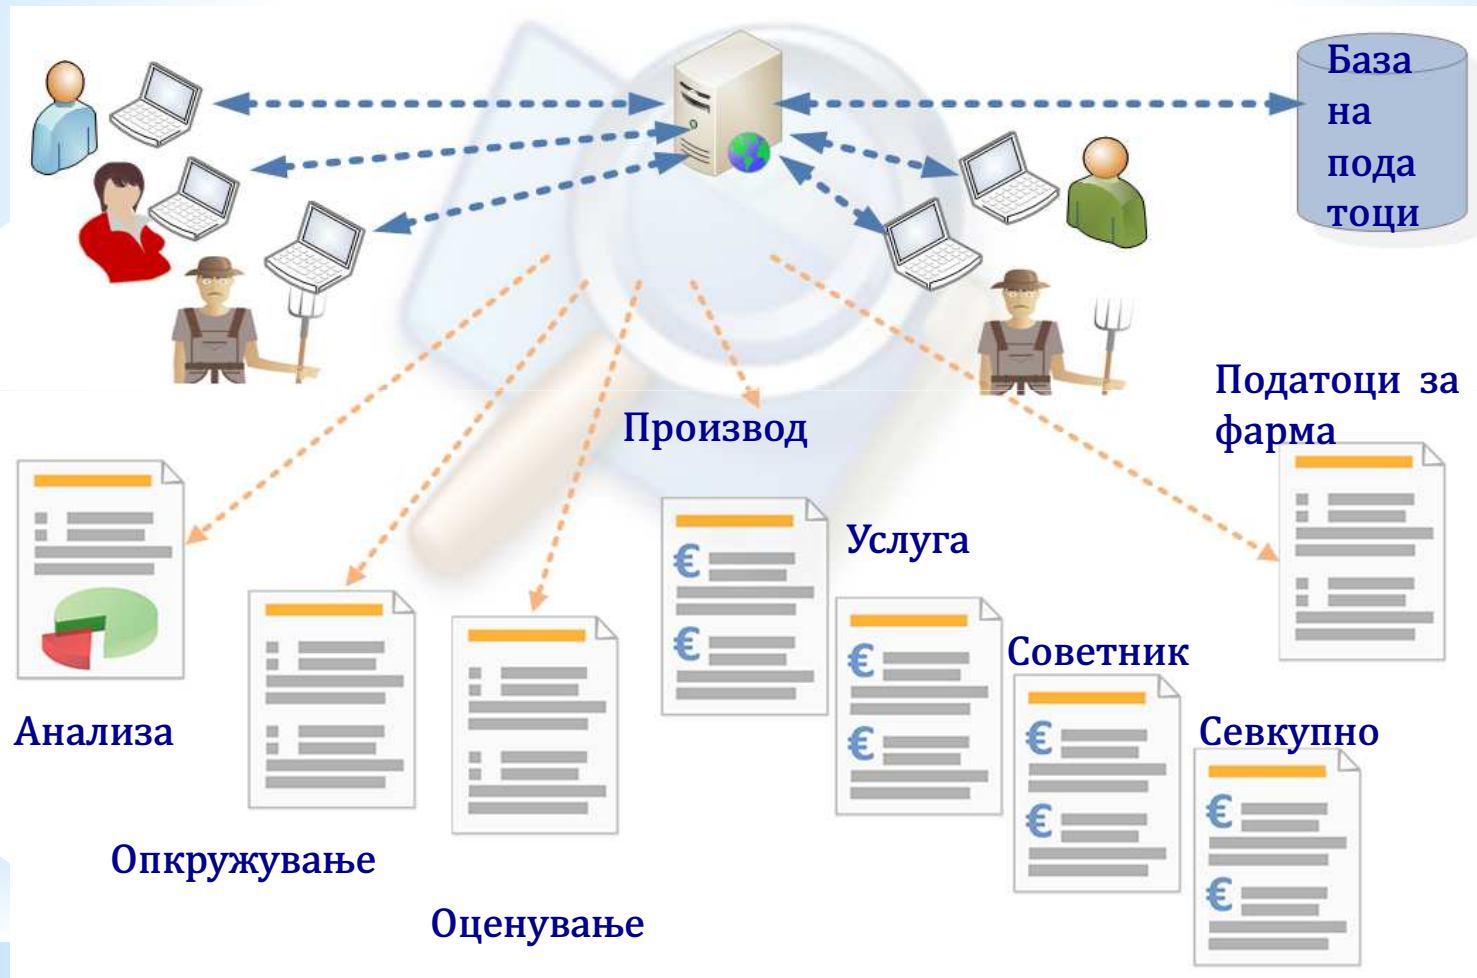 База
на
пода
тоци
Податоци за
фарма
Производ
Услуга
Советник
Севкупно
Анализа
Опкружување
Оценување